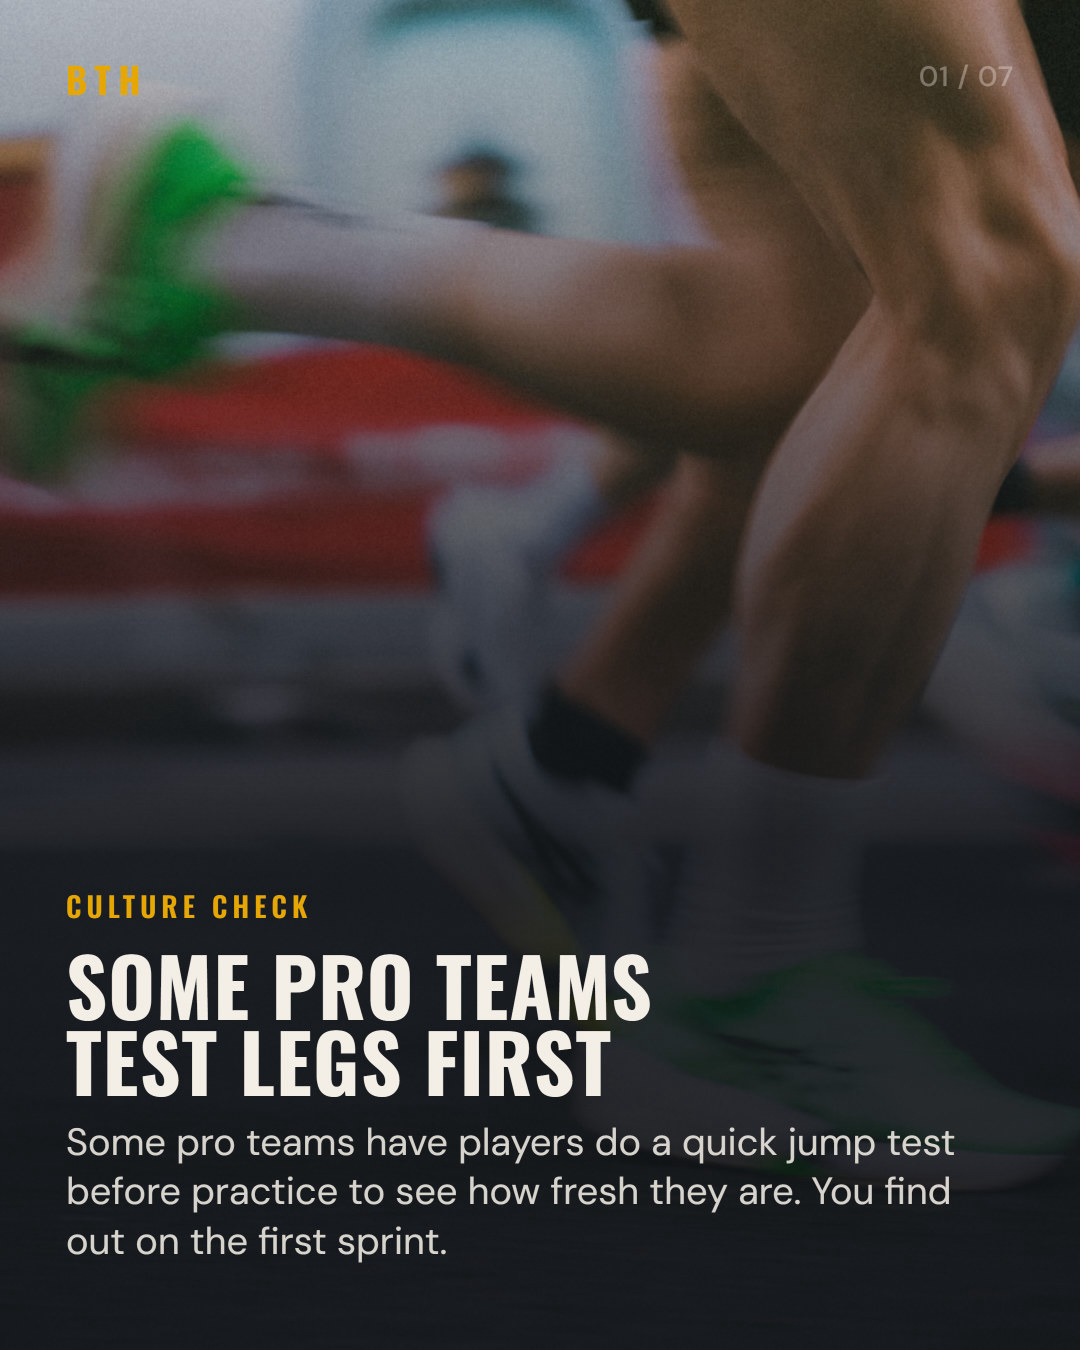 BTH
01 / 07
CULTURE CHECK
SOME PRO TEAMS
TEST LEGS FIRST
Some pro teams have players do a quick jump test
before practice to see how fresh they are. You find
out on the first sprint.